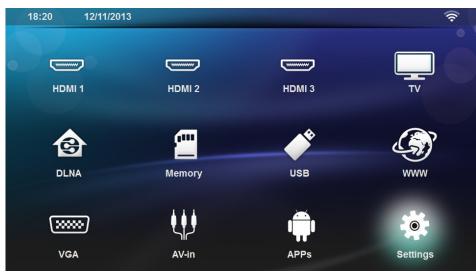 18:20 12/11/2013
HDMI 1 HDMI 2 HDMI 3 TV
DLNA Memory USB WWW
VGA AV-in APPs Settings